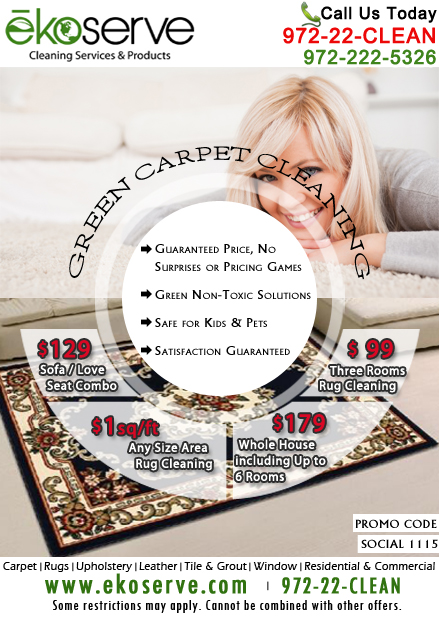 ēkoserve
Cleaning Services & Products
Call Us Today
972-22-CLEAN
972-222-5326
GREEN CARPET CLEANING
Guaranteed Price, No
Surprises or Pricing Games
Green Non-Toxic Solutions
Safe for Kids & Pets
Satisfaction Guaranteed
$129
Sofa / Love
Seat Combo
$ 99
Three Rooms
Rug Cleaning
$1sq/ft
Any Size Area
Rug Cleaning
$179
Whole House
including Up to
6 Rooms
PROMO CODE
SOCIAL 1115
Carpet | Rugs | Upholstery | Leather | Tile & Grout | Window | Residential & Commercial
www.ekoserve.com | 972-22-CLEAN
Some restrictions may apply. Cannot be combined with other offers.